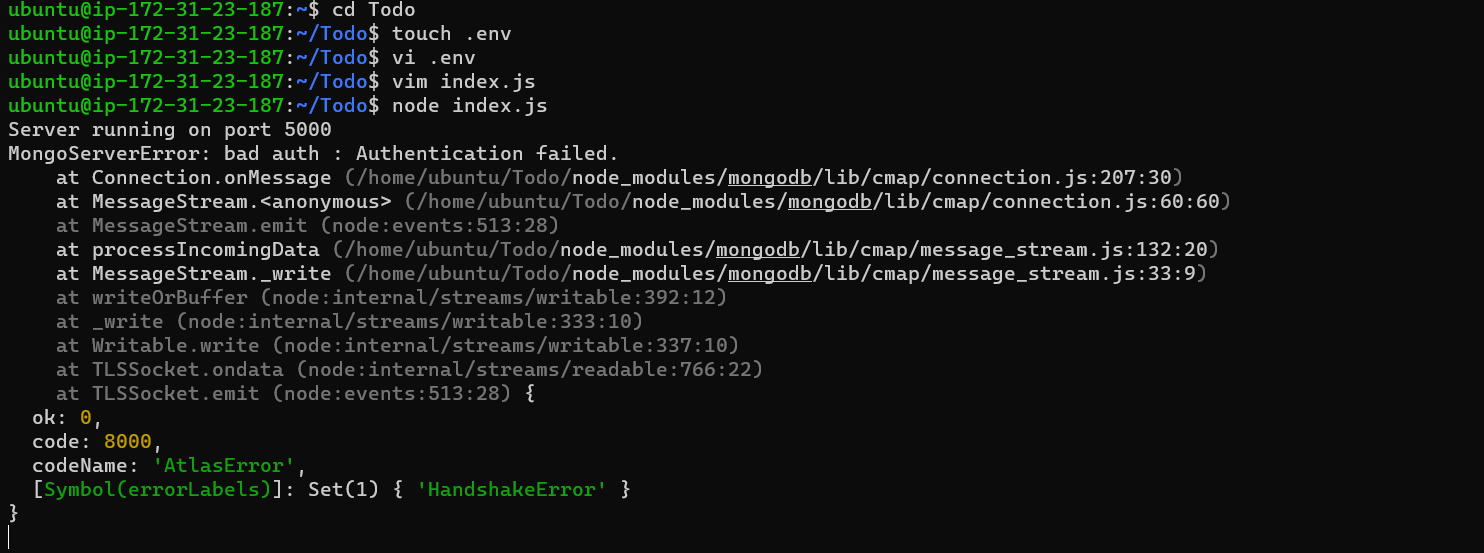 ubuntu@ip-172-31-23-187:~$ cd Todo
ubuntu@ip-172-31-23-187:~/Todo$ touch .env
ubuntu@ip-172-31-23-187:~/Todo$ vi .env
ubuntu@ip-172-31-23-187:~/Todo$ vim index.js
ubuntu@ip-172-31-23-187:~/Todo$ node index.js
Server running on port 5000
MongoServerError: bad auth : Authentication failed.
    at Connection.onMessage (/home/ubuntu/Todo/node_modules/mongodb/lib/cmap/connection.js:207:30)
    at MessageStream.<anonymous> (/home/ubuntu/Todo/node_modules/mongodb/lib/cmap/connection.js:60:60)
    at MessageStream.emit (node:events:513:28)
    at processIncomingData (/home/ubuntu/Todo/node_modules/mongodb/lib/cmap/message_stream.js:132:20)
    at MessageStream._write (/home/ubuntu/Todo/node_modules/mongodb/lib/cmap/message_stream.js:33:9)
    at writeOrBuffer (node:internal/streams/writable:392:12)
    at _write (node:internal/streams/writable:333:10)
    at Writable.write (node:internal/streams/writable:337:10)
    at TLSSocket.ondata (node:internal/streams/readable:766:22)
    at TLSSocket.emit (node:events:513:28) {
  ok: 0,
  code: 8000,
  codeName: 'AtlasError',
  [Symbol(errorLabels)]: Set(1) { 'HandshakeError' }
}